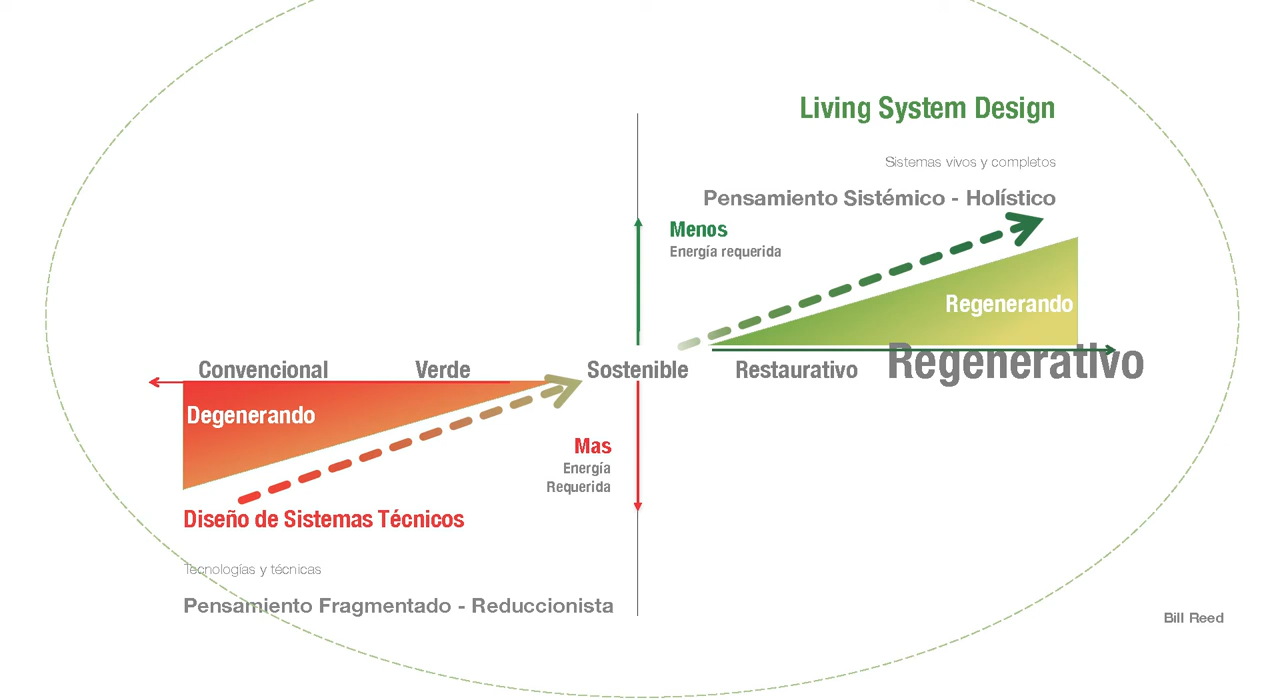 Living System Design
Sistemas vivos y completos
Pensamiento Sistémico - Holístico
Menos
Energía requerida
Regenerando
Convencional
Verde
Sostenible
Restaurativo
Regenerativo
Degenerando
Mas
Energía
Requerida
Diseño de Sistemas Técnicos
Tecnologías y técnicas
Pensamiento Fragmentado - Reduccionista
Bill Reed